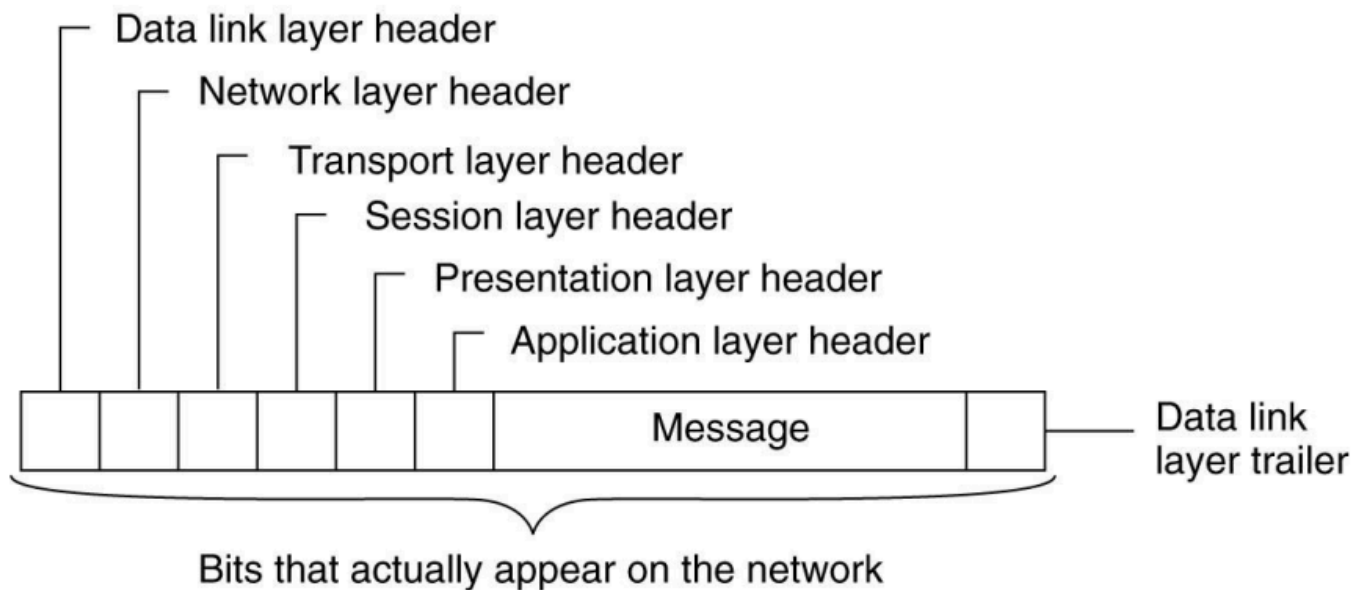 Data link layer header
Network layer header
Transport layer header
Session layer header
Presentation layer header
Application layer header
Message
Data link
layer trailer
Bits that actually appear on the network